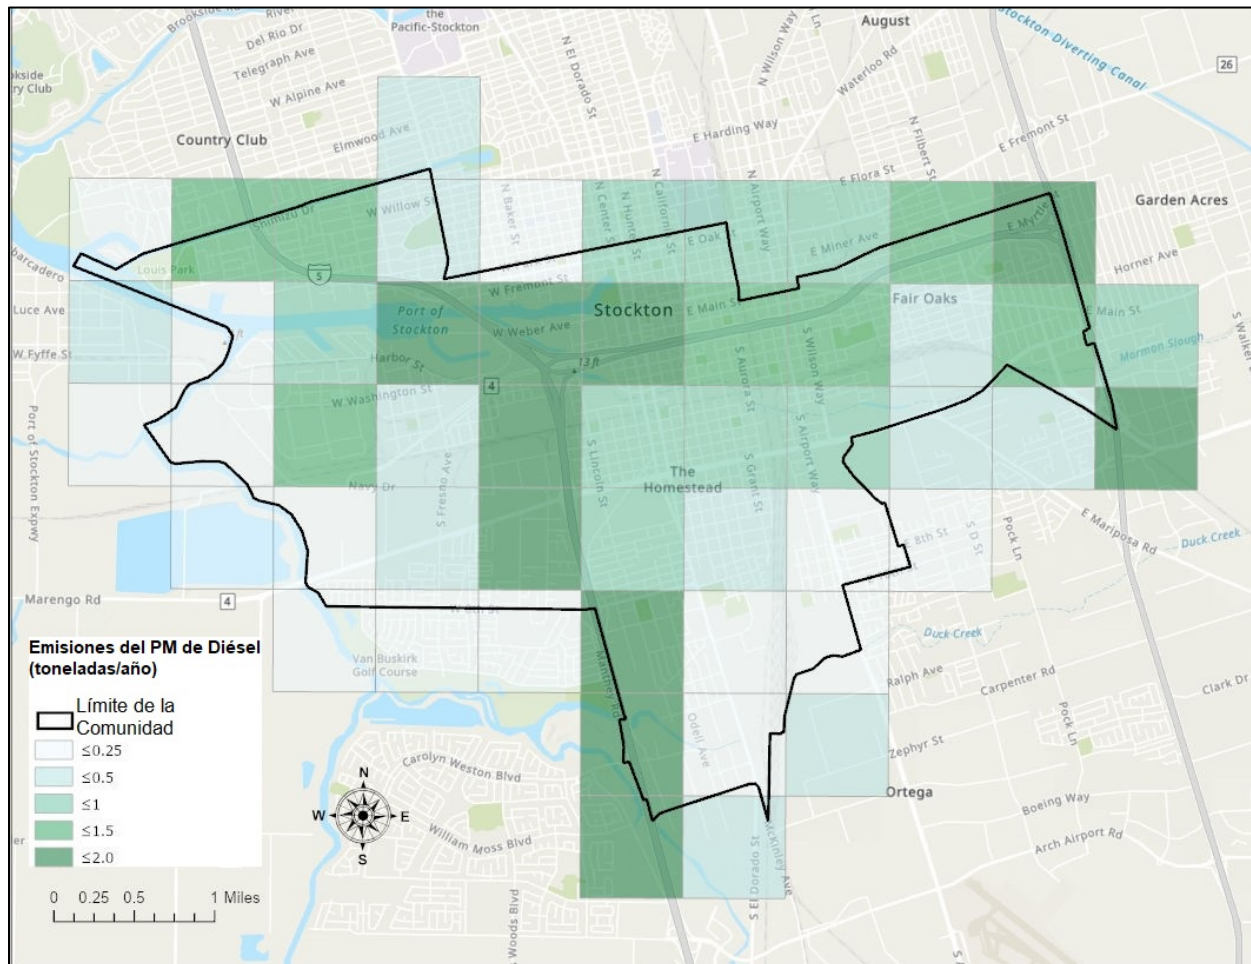 Brookside Rd
River
the
Pacific-Stockton
August
Stockton Diverting Canal
26
Del Rio Dr
Telegraph Ave
W Alpine Ave
N El Dorado St
N Wilson Way
Waterloo Rd
Country Club
Elmwood Ave
E Harding Way
N Filbert St
E Fremont St
E Flora St
Garden Acres
Shimizu Dr
W Willow St
N Baker St
N Center St
N Hunter St
N California St
N Airport Way
E Oak St
E Miner Ave
E Myrtle St
Horner Ave
Louis Park
5
W Fremont St
Luce Ave
Port of
Stockton
Stockton
E Main St
Fair Oaks
E Main St
W Weber Ave
W Fyffe St
Harbor St
13 ft
4
S Aurora St
S Wilson Way
Mormon Slough
W Washington St
Port of Stockton Expwy
S Fresno Ave
S Lincoln St
The
Homestead
S Grant St
S Airport Way
Navy Dr
E 8th St
S D St
Pock Ln
E Mariposa Rd
Duck Creek
Marengo Rd
4
W 8th St
Duck Creek
Van Buskirk
Golf Course
Manthey Rd
Ralph Ave
Carpenter Rd
Clark Dr
Odell Ave
Pock Ln
Zephyr St
Carolyn Weston Blvd
Ortega
Boeing Way
William Moss Blvd
Arch Airport Rd
McKinley Ave
S El Dorado St
Woods Blvd
Emisiones del PM de Diésel
(toneladas/año)
Límite de la
Comunidad
≤0.25
≤0.5
≤1
≤1.5
≤2.0
N
W E
S
0 0.25 0.5 1 Miles